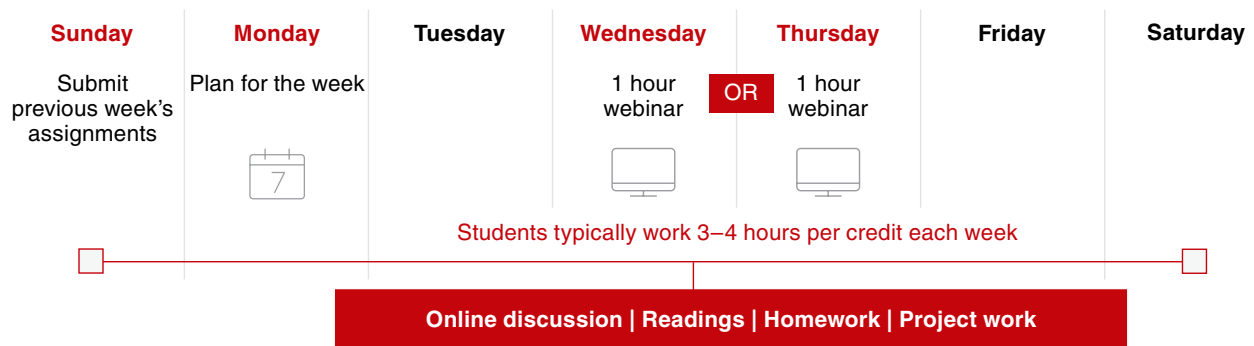 Sunday
Monday
Tuesday
Wednesday
Thursday
Friday
Saturday
Submit
previous week’s
assignments
Plan for the week
7
1 hour
webinar
OR
1 hour
webinar
Students typically work 3–4 hours per credit each week
Online discussion | Readings | Homework | Project work